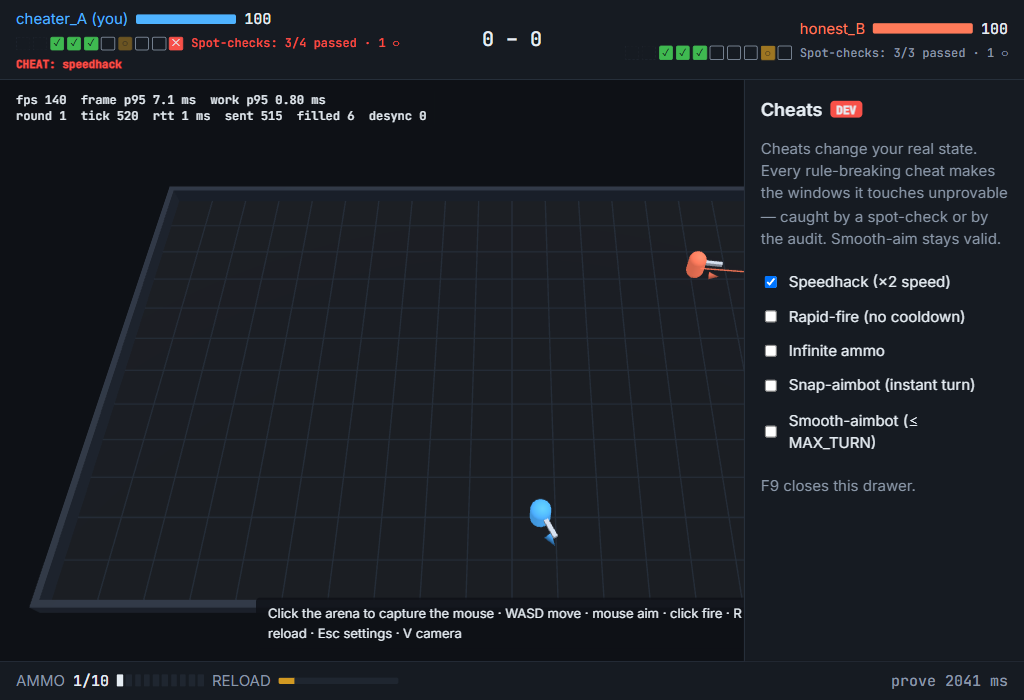 cheater_A (you) 100
Spot-checks: 3/4 passed · 1 ○
CHEAT: speedhack
0 – 0
honest_B 100
Spot-checks: 3/3 passed · 1 ○
fps 140 frame p95 7.1 ms work p95 0.80 ms
round 1 tick 520 rtt 1 ms sent 515 filled 6 desync 0
Cheats DEV
Cheats change your real state.
Every rule-breaking cheat makes
the windows it touches unprovable
— caught by a spot-check or by
the audit. Smooth-aim stays valid.
Speedhack (×2 speed)
Rapid-fire (no cooldown)
Infinite ammo
Snap-aimbot (instant turn)
Smooth-aimbot (≤
MAX_TURN)
F9 closes this drawer.
Click the arena to capture the mouse · WASD move · mouse aim · click fire · R
reload · Esc settings · V camera
AMMO 1/10 RELOAD
prove 2041 ms